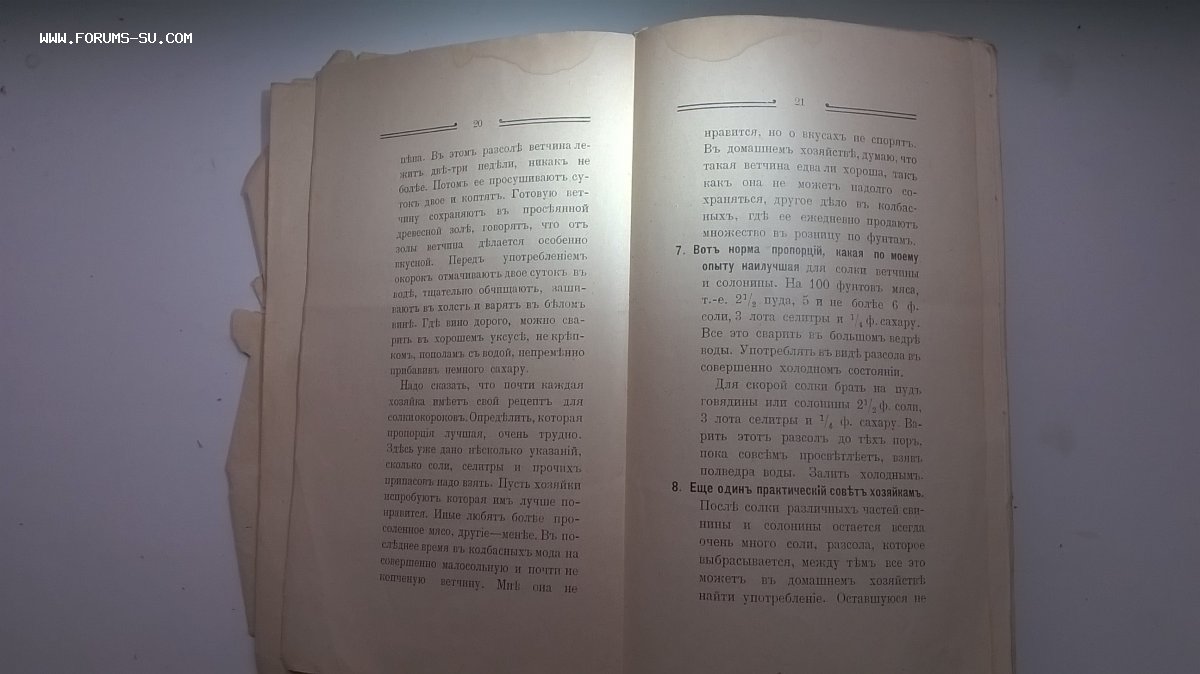 WWW.FORUMS-SU.COM
20
пѣна. Въ этомъ разсолѣ ветчина ле-
житъ двѣ-три недѣли, никакъ не
болѣе. Потомъ ее просушиваютъ су-
токъ двое и коптятъ. Готовую вет-
чину сохраняютъ въ просѣянной
древесной золѣ, говорятъ, что отъ
золы ветчина дѣлается особенно
вкусной. Передъ употребленіемъ
окорокъ отмачиваютъ двое сутокъ въ
водѣ, тщательно обчищаютъ, заши-
ваютъ въ холстъ и варятъ въ бѣломъ
винѣ. Гдѣ вино дорого, можно сва-
рить въ хорошемъ уксусѣ, не крѣп-
комъ, пополамъ съ водой, непремѣнно
прибавивъ немного сахару.
Надо сказать, что почти каждая
хозяйка имѣетъ свой рецептъ для
солки окороковъ. Опредѣлить, которая
пропорція лучшая, очень трудно.
Здѣсь уже дано нѣсколько указаній,
сколько соли, селитры и прочихъ
припасовъ надо взять. Пусть хозяйки
испробуютъ которая имъ лучше по-
нравится. Иные любятъ болѣе про-
соленное мясо, другіе—менѣе. Въ по-
слѣднее время въ колбасныхъ мода на
совершенно малосольную и почти не
копченую ветчину. Мнѣ она не
21
нравится, но о вкусахъ не спорятъ.
Въ домашнемъ хозяйствѣ, думаю, что
такая ветчина едва ли хороша, такъ
какъ она не можетъ надолго со-
храняться, другое дѣло въ колбас-
ныхъ, гдѣ ее ежедневно продаютъ
множество въ розницу по фунтамъ.
7. Вотъ норма пропорцій, какая по моему
опыту наилучшая для солки ветчины
и солонины. На 100 фунтовъ мяса,
т.-е. 2 1/2 пуда, 5 и не болѣе 6 ф.
соли, 3 лота селитры и 1/4 ф. сахару.
Все это сварить въ большомъ ведрѣ
воды. Употреблять въ видѣ разсола въ
совершенно холодномъ состояніи.
Для скорой солки брать на пудъ
говядины или солонины 2 1/2 ф. соли,
3 лота селитры и 1/4 ф. сахару. Ва-
рить этотъ разсолъ до тѣхъ поръ,
пока совсѣмъ просвѣтлѣетъ, взявъ
полведра воды. Залить холоднымъ.
8. Еще одинъ практическій совѣтъ хозяйкамъ.
Послѣ солки различныхъ частей сви-
нины и солонины остается всегда
очень много соли, разсола, которое
выбрасывается, между тѣмъ все это
можетъ въ домашнемъ хозяйствѣ
найти употребленіе. Оставшуюся не